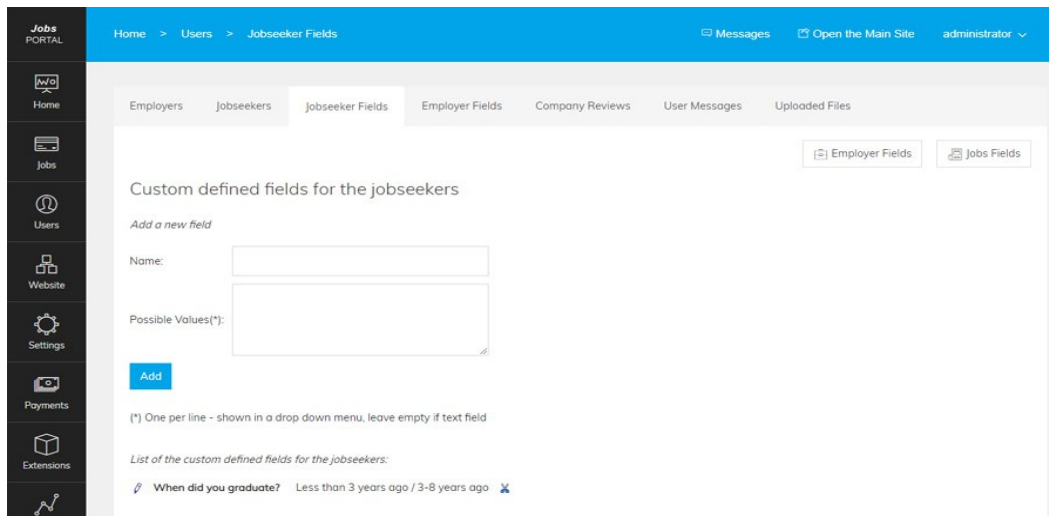 Jobs
PORTAL
Home > Users > Jobseeker Fields
Messages
Open the Main Site
administrator
Home
Jobs
Users
Website
Settings
Payments
Extensions
Employers
Jobseekers
Jobseeker Fields
Employer Fields
Company Reviews
User Messages
Uploaded Files
Employer Fields
Jobs Fields
Custom defined fields for the jobseekers
Add a new field
Name:
Possible Values(*):
Add
(*) One per line - shown in a drop down menu, leave empty if text field
List of the custom defined fields for the jobseekers:
When did you graduate? Less than 3 years ago / 3-8 years ago